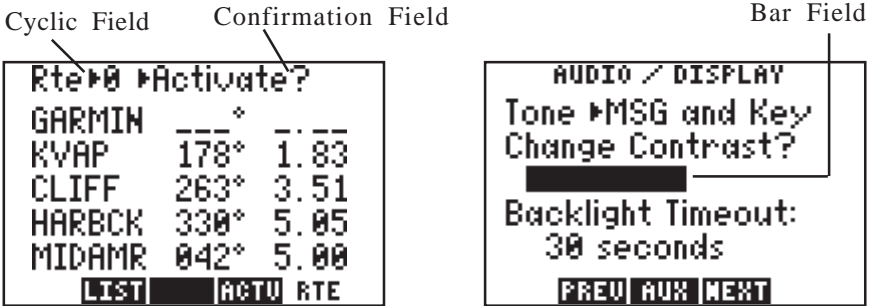 Cyclic Field
Confirmation Field
Bar Field
Rte▶0 ▶Activate?
GARMIN ___° _.__
KVAP 178° 1.83
CLIFF 263° 3.51
HARBCK 330° 5.05
MIDAMR 042° 5.00
LIST ACTV RTE
AUDIO / DISPLAY
Tone ▶MSG and Key
Change Contrast?
Backlight Timeout:
30 seconds
PREV AUX NEXT